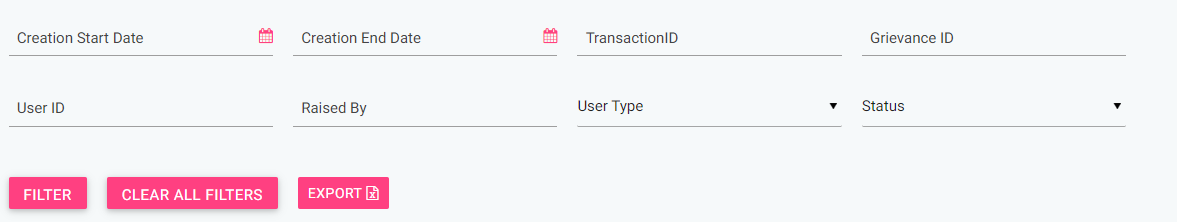 Creation Start Date Creation End Date TransactionID Grievance ID
User ID Raised By User Type Status
FILTER CLEAR ALL FILTERS EXPORT